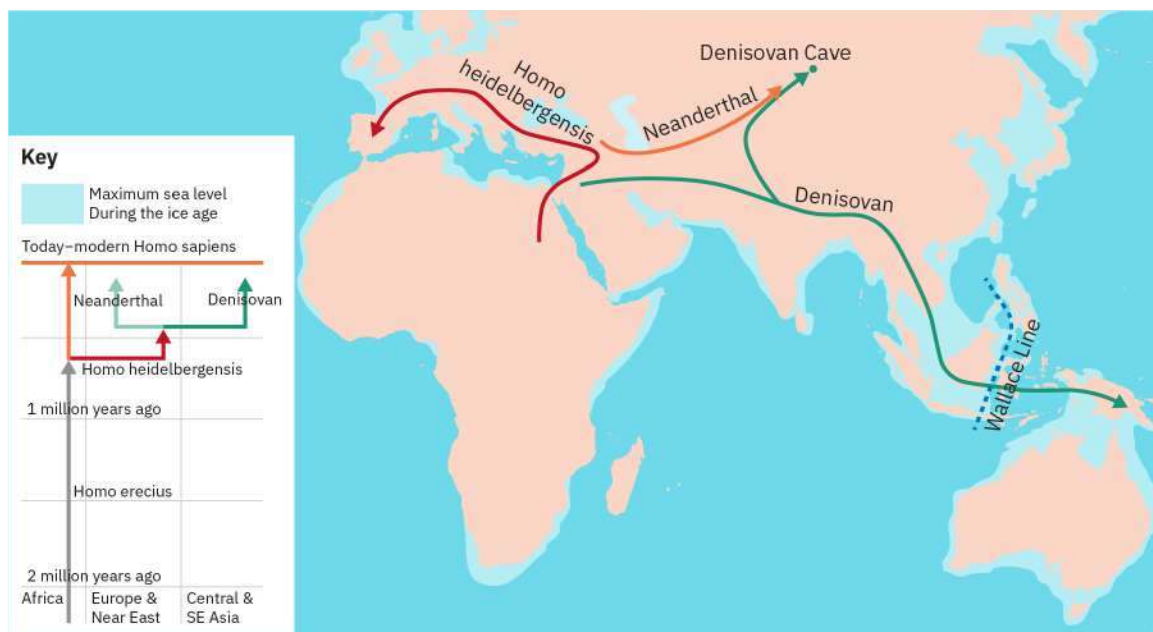 Denisovan Cave
Homo
heidelbergensis
Neanderthal
Denisovan
Wallace Line
Key
Maximum sea level
During the ice age
Today–modern Homo sapiens
Neanderthal
Denisovan
Homo heidelbergensis
1 million years ago
Homo erecius
2 million years ago
Africa
Europe &
Near East
Central &
SE Asia